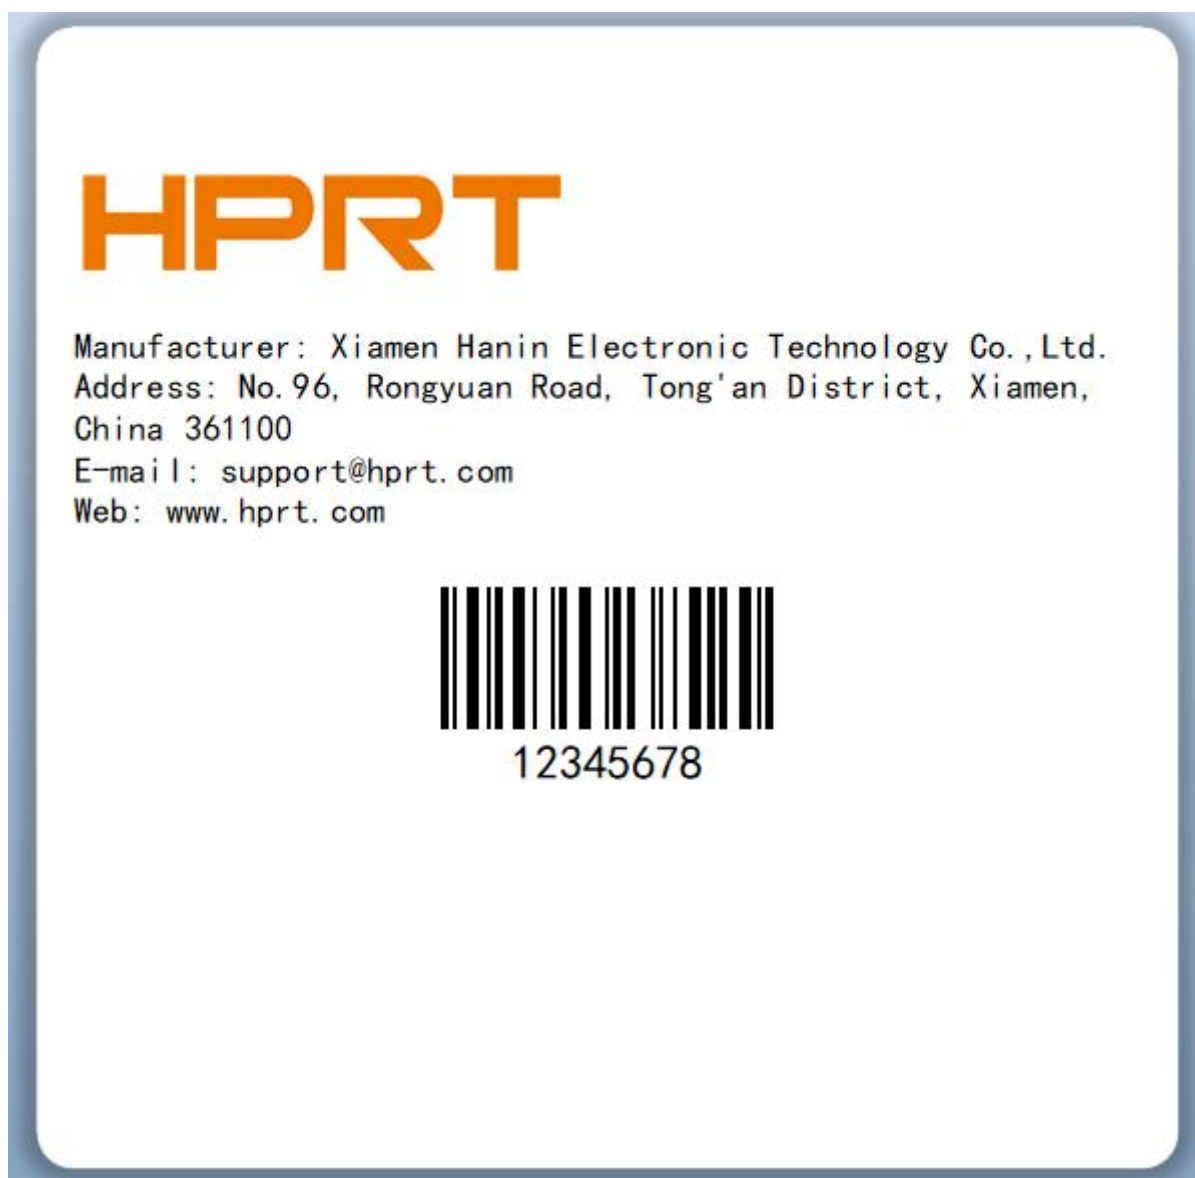 HPRT
Manufacturer: Xiamen Hanin Electronic Technology Co.,Ltd.
Address: No.96, Rongyuan Road, Tong'an District, Xiamen,
China 361100
E-mail: support@hprt.com
Web: www.hprt.com
12345678